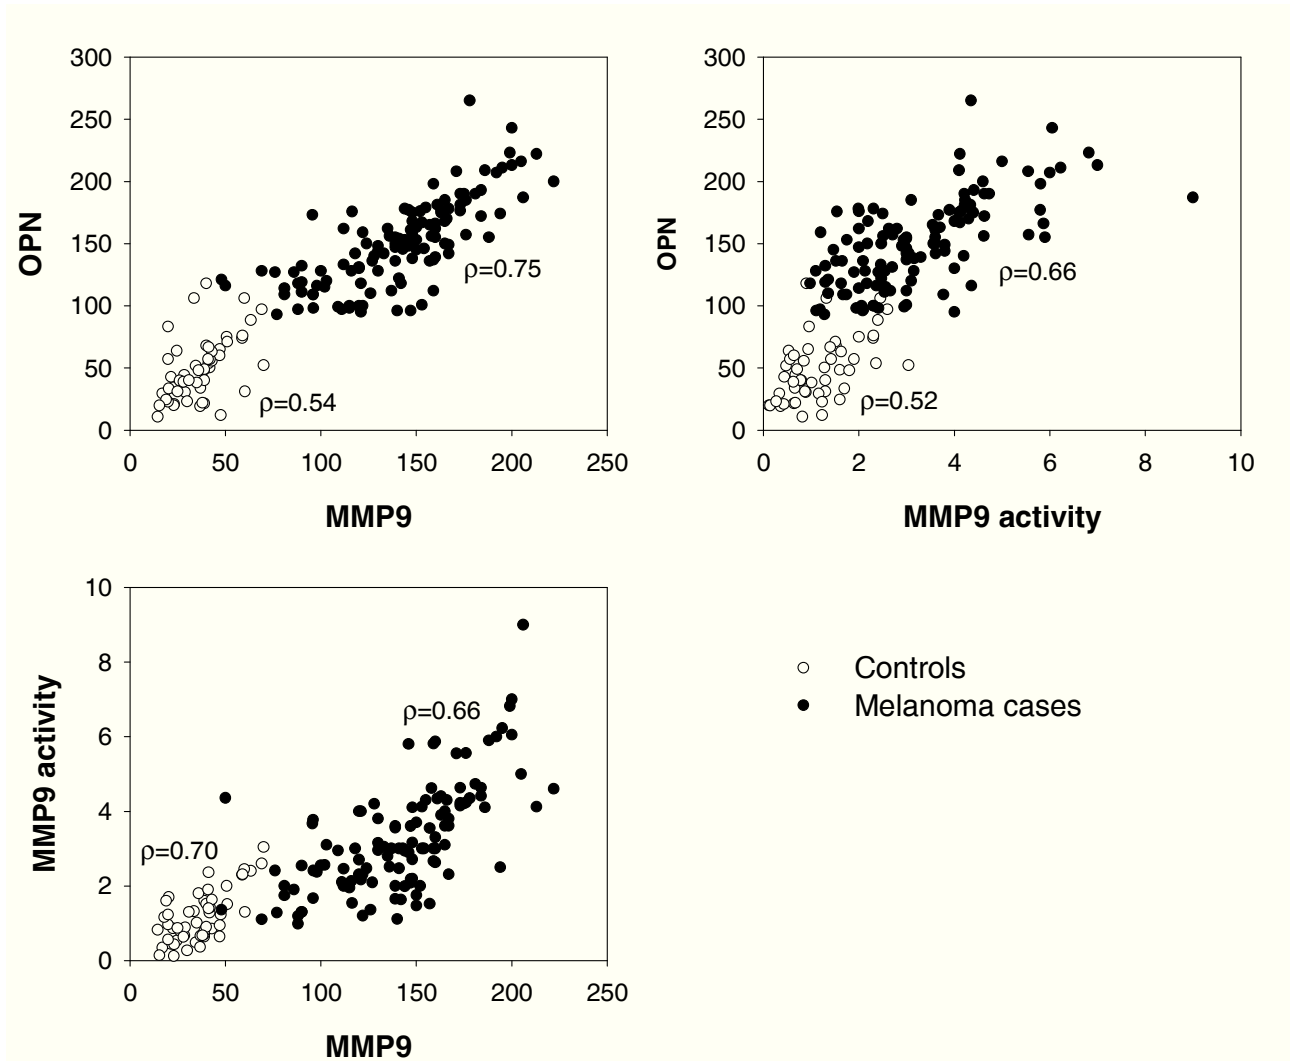 300
250
200
150
100
50
0
OPN
ρ=0.75
ρ=0.54
0 50 100 150 200 250
MMP9
300
250
200
150
100
50
0
OPN
ρ=0.66
ρ=0.52
0 2 4 6 8 10
MMP9 activity
10
8
6
4
2
0
MMP9 activity
ρ=0.66
ρ=0.70
0 50 100 150 200 250
MMP9
Controls
Melanoma cases